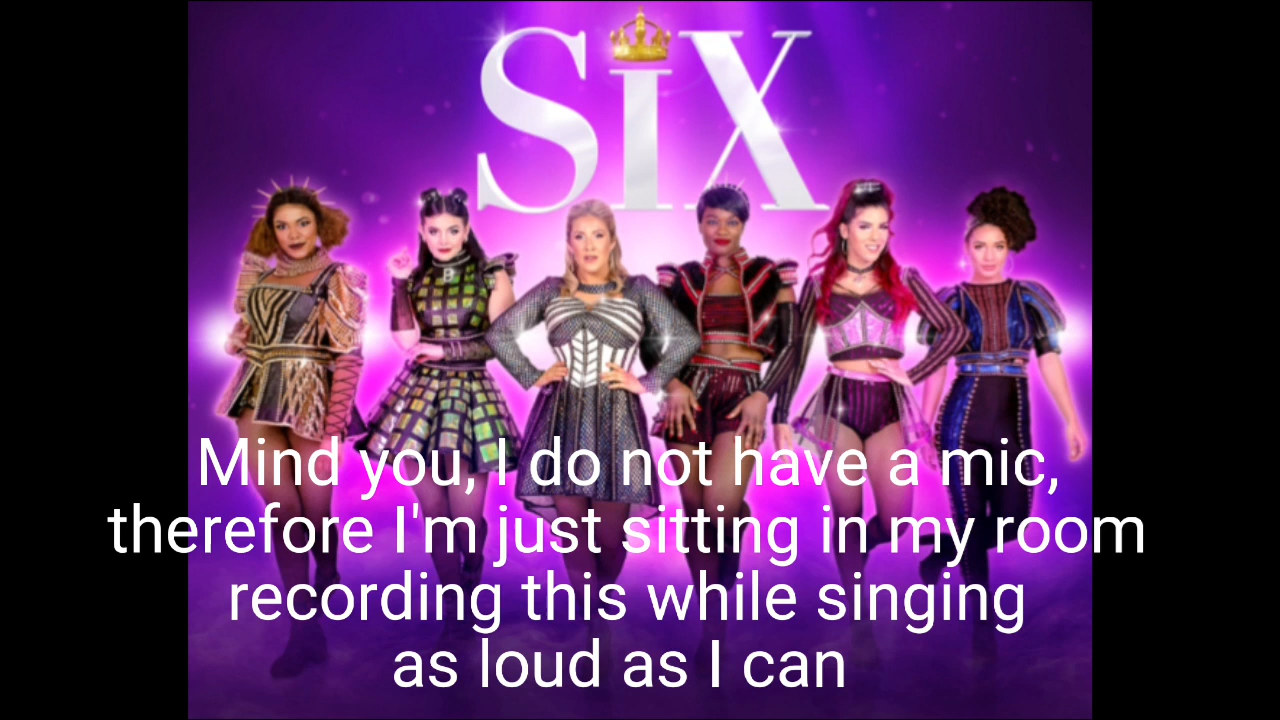 SIX
Mind you, I do not have a mic,
therefore I'm just sitting in my room
recording this while singing
as loud as I can